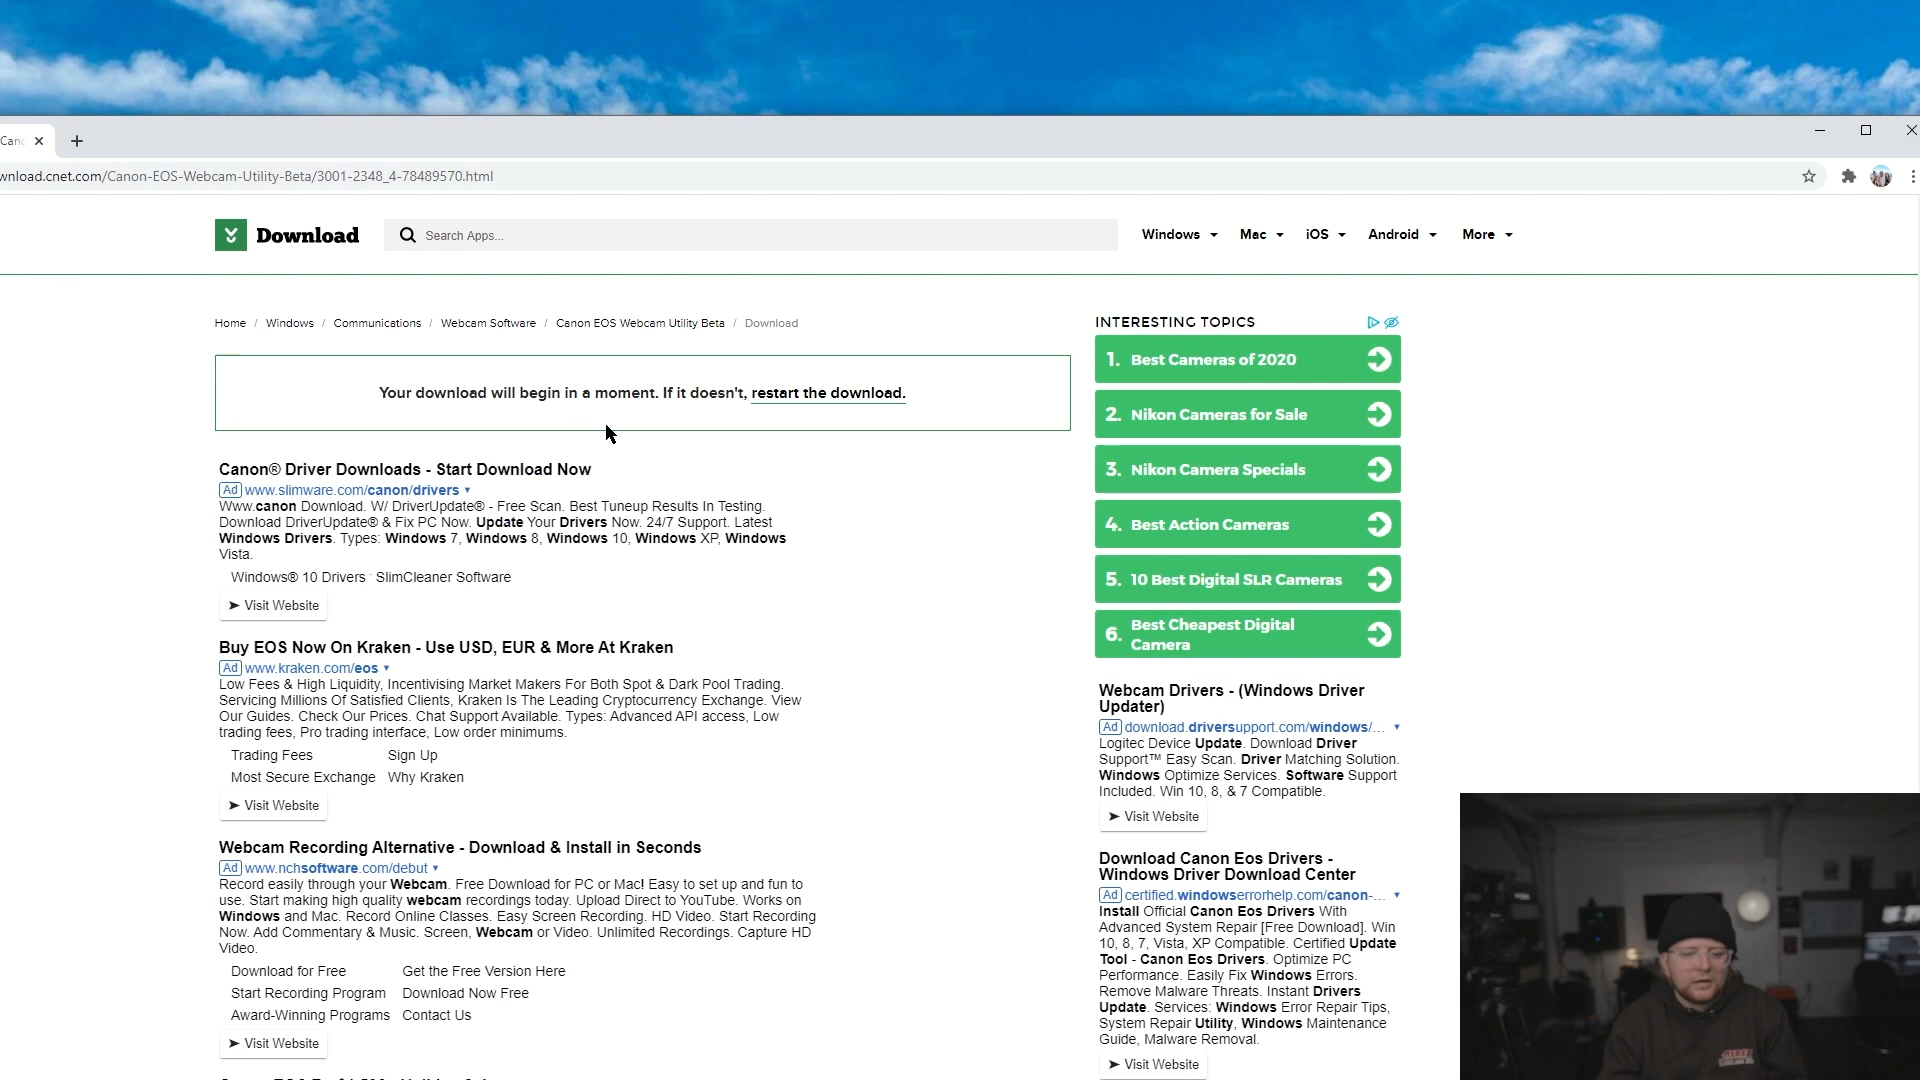 Can
wnload.cnet.com/Canon-EOS-Webcam-Utility-Beta/3001-2348_4-78489570.html
Download
Search Apps...
Windows Mac iOS Android More
Home / Windows / Communications / Webcam Software / Canon EOS Webcam Utility Beta / Download
Your download will begin in a moment. If it doesn't, restart the download.
Canon® Driver Downloads - Start Download Now
Ad www.slimware.com/canon/drivers
Www.canon Download. W/ DriverUpdate® - Free Scan. Best Tuneup Results In Testing.
Download DriverUpdate® & Fix PC Now. Update Your Drivers Now. 24/7 Support. Latest
Windows Drivers. Types: Windows 7, Windows 8, Windows 10, Windows XP, Windows
Vista.
Windows® 10 Drivers · SlimCleaner Software
➤ Visit Website
Buy EOS Now On Kraken - Use USD, EUR & More At Kraken
Ad www.kraken.com/eos
Low Fees & High Liquidity, Incentivising Market Makers For Both Spot & Dark Pool Trading.
Servicing Millions Of Satisfied Clients, Kraken Is The Leading Cryptocurrency Exchange. View
Our Guides. Check Our Prices. Chat Support Available. Types: Advanced API access, Low
trading fees, Pro trading interface, Low order minimums.
Trading Fees Sign Up
Most Secure Exchange Why Kraken
➤ Visit Website
Webcam Recording Alternative - Download & Install in Seconds
Ad www.nchsoftware.com/debut
Record easily through your Webcam. Free Download for PC or Mac! Easy to set up and fun to
use. Start making high quality webcam recordings today. Upload Direct to YouTube. Works on
Windows and Mac. Record Online Classes. Easy Screen Recording. HD Video. Start Recording
Now. Add Commentary & Music. Screen, Webcam or Video. Unlimited Recordings. Capture HD
Video.
Download for Free Get the Free Version Here
Start Recording Program Download Now Free
Award-Winning Programs Contact Us
➤ Visit Website
INTERESTING TOPICS
1. Best Cameras of 2020
2. Nikon Cameras for Sale
3. Nikon Camera Specials
4. Best Action Cameras
5. 10 Best Digital SLR Cameras
6. Best Cheapest Digital
Camera
Webcam Drivers - (Windows Driver
Updater)
Ad download.driversupport.com/windows/...
Logitec Device Update. Download Driver
Support™ Easy Scan. Driver Matching Solution.
Windows Optimize Services. Software Support
Included. Win 10, 8, & 7 Compatible.
➤ Visit Website
Download Canon Eos Drivers -
Windows Driver Download Center
Ad certified.windowserrorhelp.com/canon-...
Install Official Canon Eos Drivers With
Advanced System Repair [Free Download]. Win
10, 8, 7, Vista, XP Compatible. Certified Update
Tool - Canon Eos Drivers. Optimize PC
Performance. Easily Fix Windows Errors.
Remove Malware Threats. Instant Drivers
Update. Services: Windows Error Repair Tips,
System Repair Utility, Windows Maintenance
Guide, Malware Removal.
➤ Visit Website